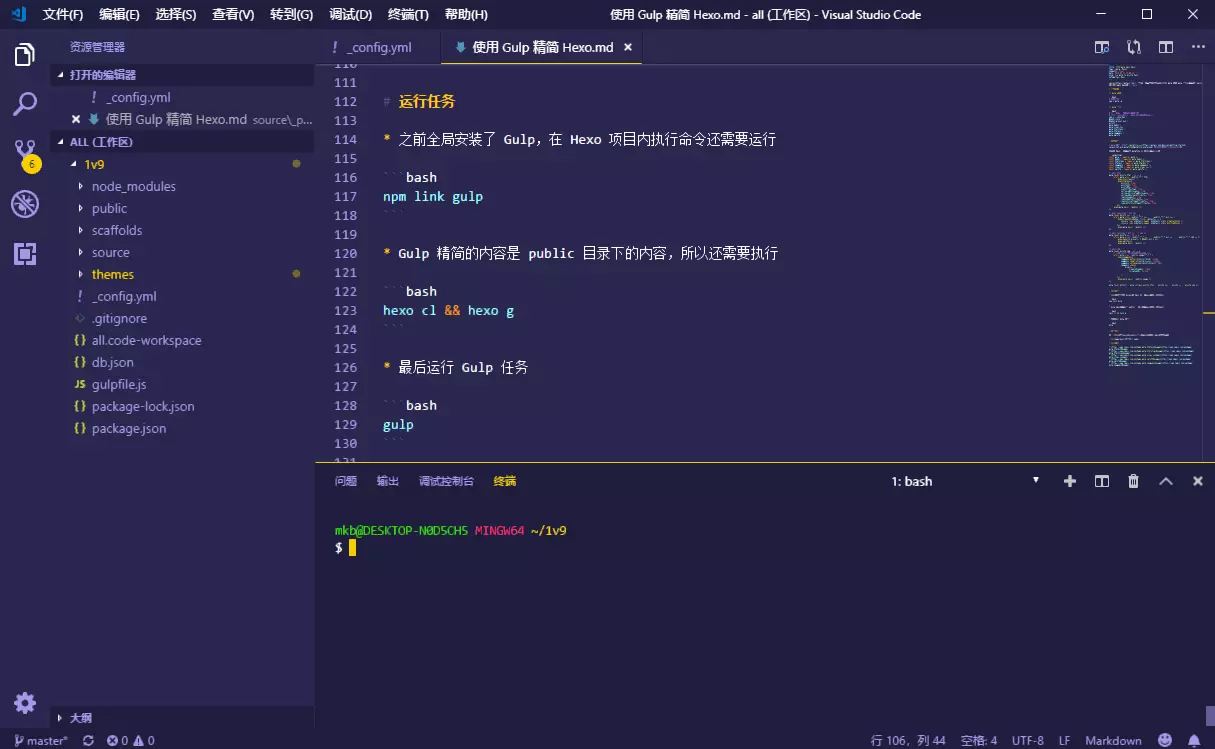 文件(F) 编辑(E) 选择(S) 查看(V) 转到(G) 调试(D) 终端(T) 帮助(H) 使用 Gulp 精简 Hexo.md - all (工作区) - Visual Studio Code
资源管理器
打开的编辑器
! _config.yml
使用 Gulp 精简 Hexo.md source\_p...
ALL (工作区)
6
1v9
node_modules
public
scaffolds
source
themes
! _config.yml
.gitignore
{} all.code-workspace
{} db.json
JS gulpfile.js
{} package-lock.json
{} package.json
大纲
! _config.yml 使用 Gulp 精简 Hexo.md
110
111
112 # 运行任务
113
114 * 之前全局安装了 Gulp，在 Hexo 项目内执行命令还需要运行
115
116 ```bash
117 npm link gulp
118 ```
119
120 * Gulp 精简的内容是 public 目录下的内容，所以还需要执行
121
122 ```bash
123 hexo cl && hexo g
124 ```
125
126 * 最后运行 Gulp 任务
127
128 ```bash
129 gulp
130 ```
131
问题 输出 调试控制台 终端 1: bash
mkb@DESKTOP-N0D5CH5 MINGW64 ~/1v9
$
master* 0 0 行 106，列 44 空格: 4 UTF-8 LF Markdown